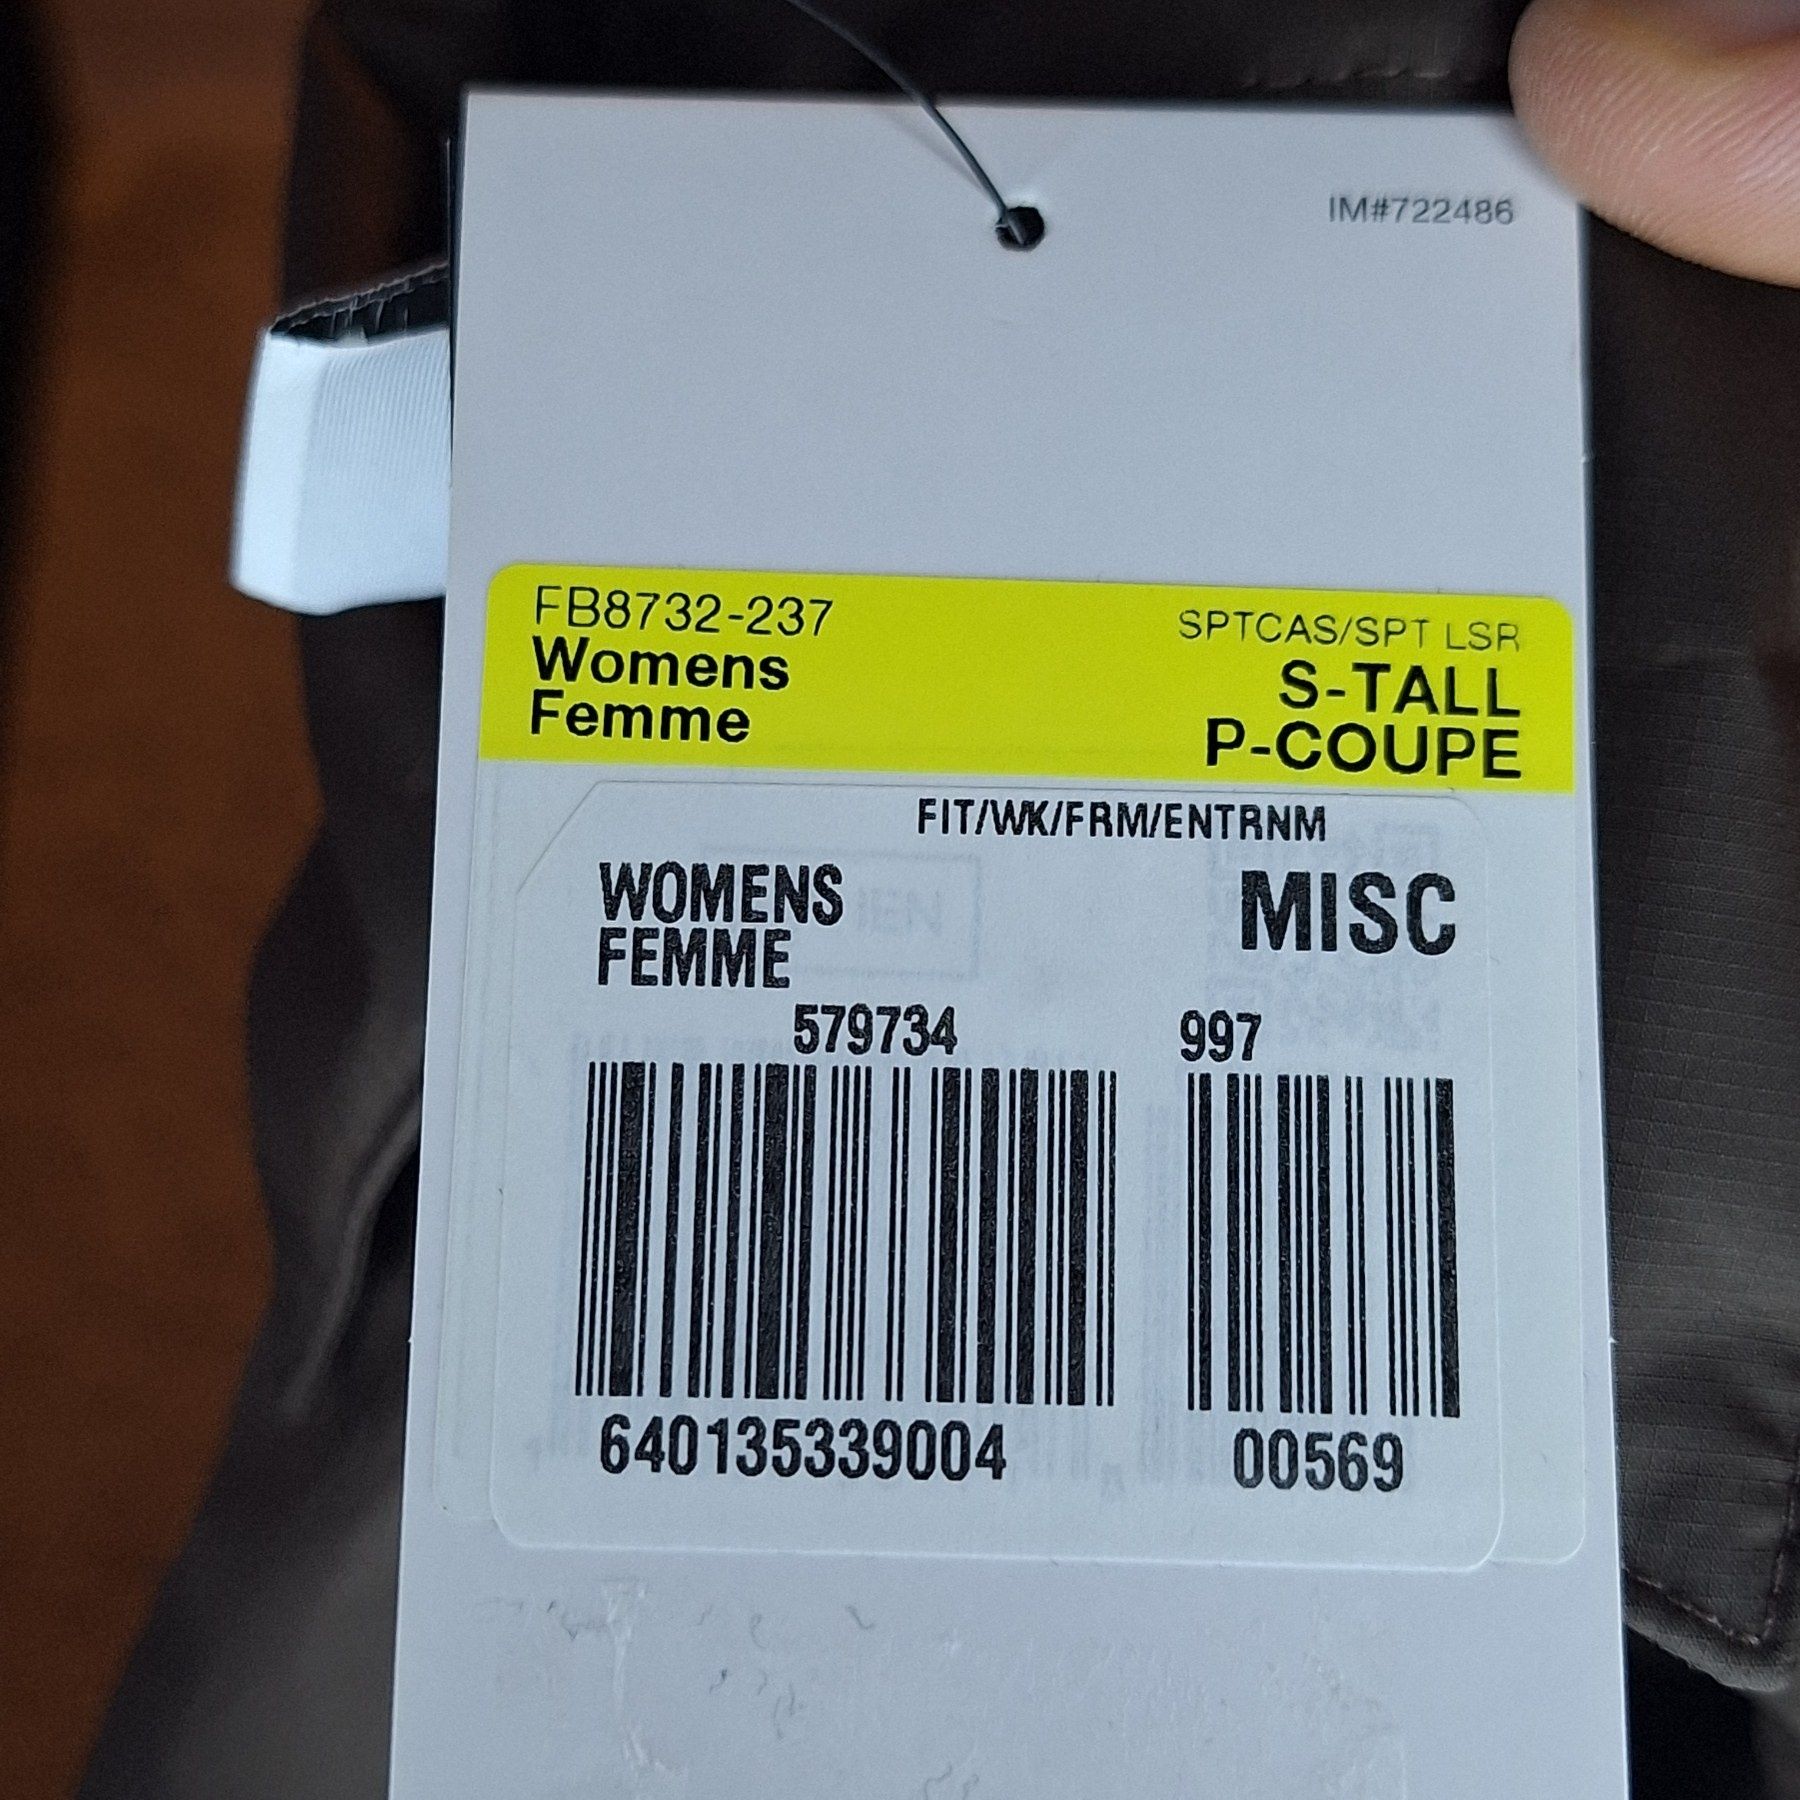 IM#722486
FB8732-237
SPTCAS/SPT LSR
Womens
S-TALL
Femme
P-COUPE
FIT/WK/FRM/ENTRNM
WOMENS
MISC
FEMME
579734
997
640135339004
00569